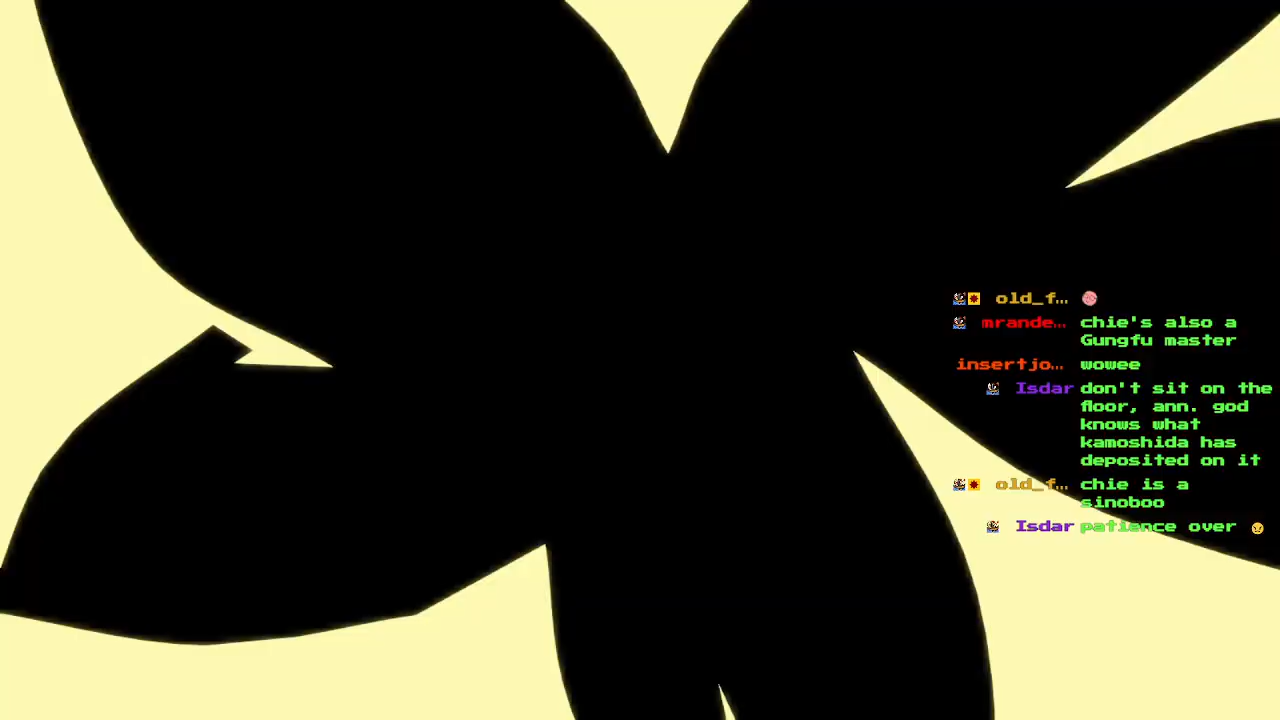 old_f...
mrande... chie's also a
Gungfu master
insertjo... wowee
Isdar don't sit on the
floor, ann. god
knows what
kamoshida has
deposited on it
old_f... chie is a
sinoboo
Isdar patience over